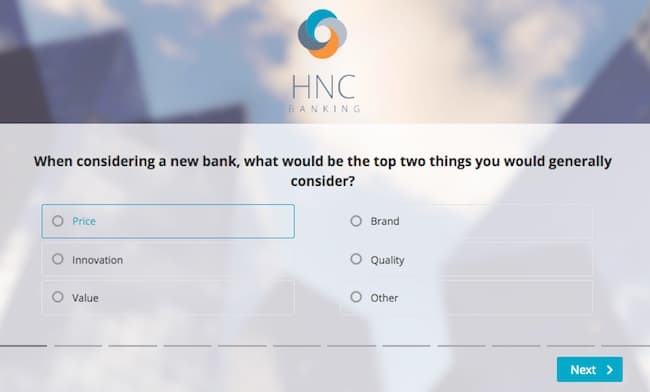 HNC
BANKING
When considering a new bank, what would be the top two things you would generally
consider?
Price
Brand
Innovation
Quality
Value
Other
Next